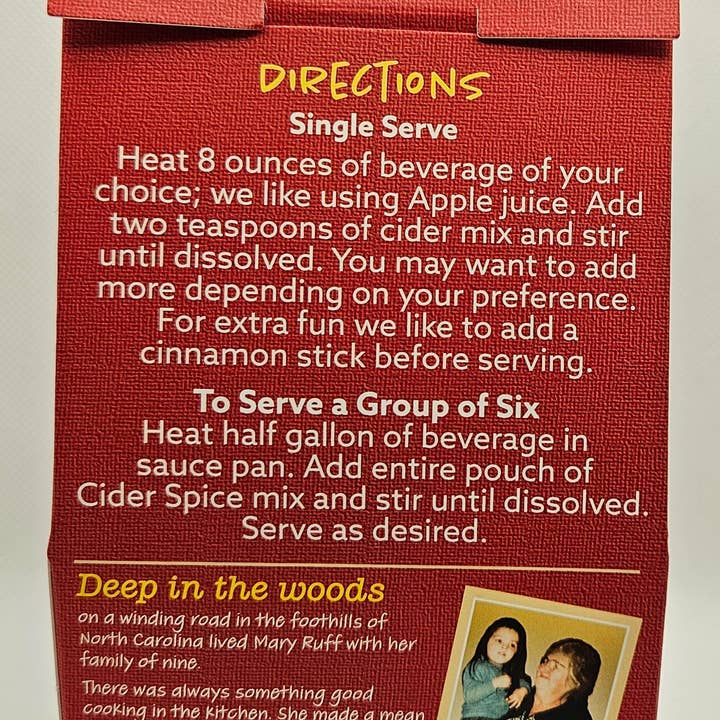 DIRECTIONS
Single Serve
Heat 8 ounces of beverage of your
choice; we like using Apple juice. Add
two teaspoons of cider mix and stir
until dissolved. You may want to add
more depending on your preference.
For extra fun we like to add a
cinnamon stick before serving.
To Serve a Group of Six
Heat half gallon of beverage in
sauce pan. Add entire pouch of
Cider Spice mix and stir until dissolved.
Serve as desired.
Deep in the woods
on a winding road in the foothills of
North Carolina lived Mary Ruff with her
family of nine.
There was always something good
cooking in the kitchen. She made a mean